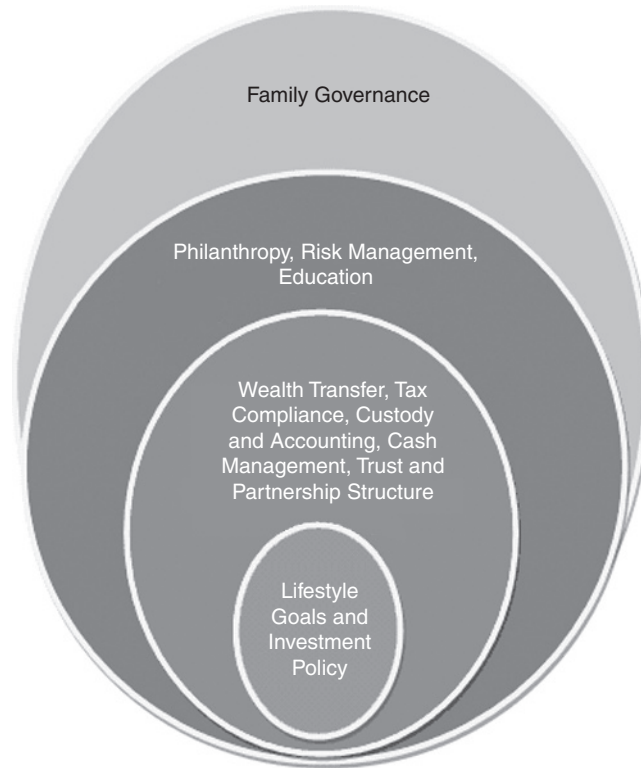 Family Governance
Philanthropy, Risk Management,
Education
Wealth Transfer, Tax
Compliance, Custody
and Accounting, Cash
Management, Trust and
Partnership Structure
Lifestyle
Goals and
Investment
Policy